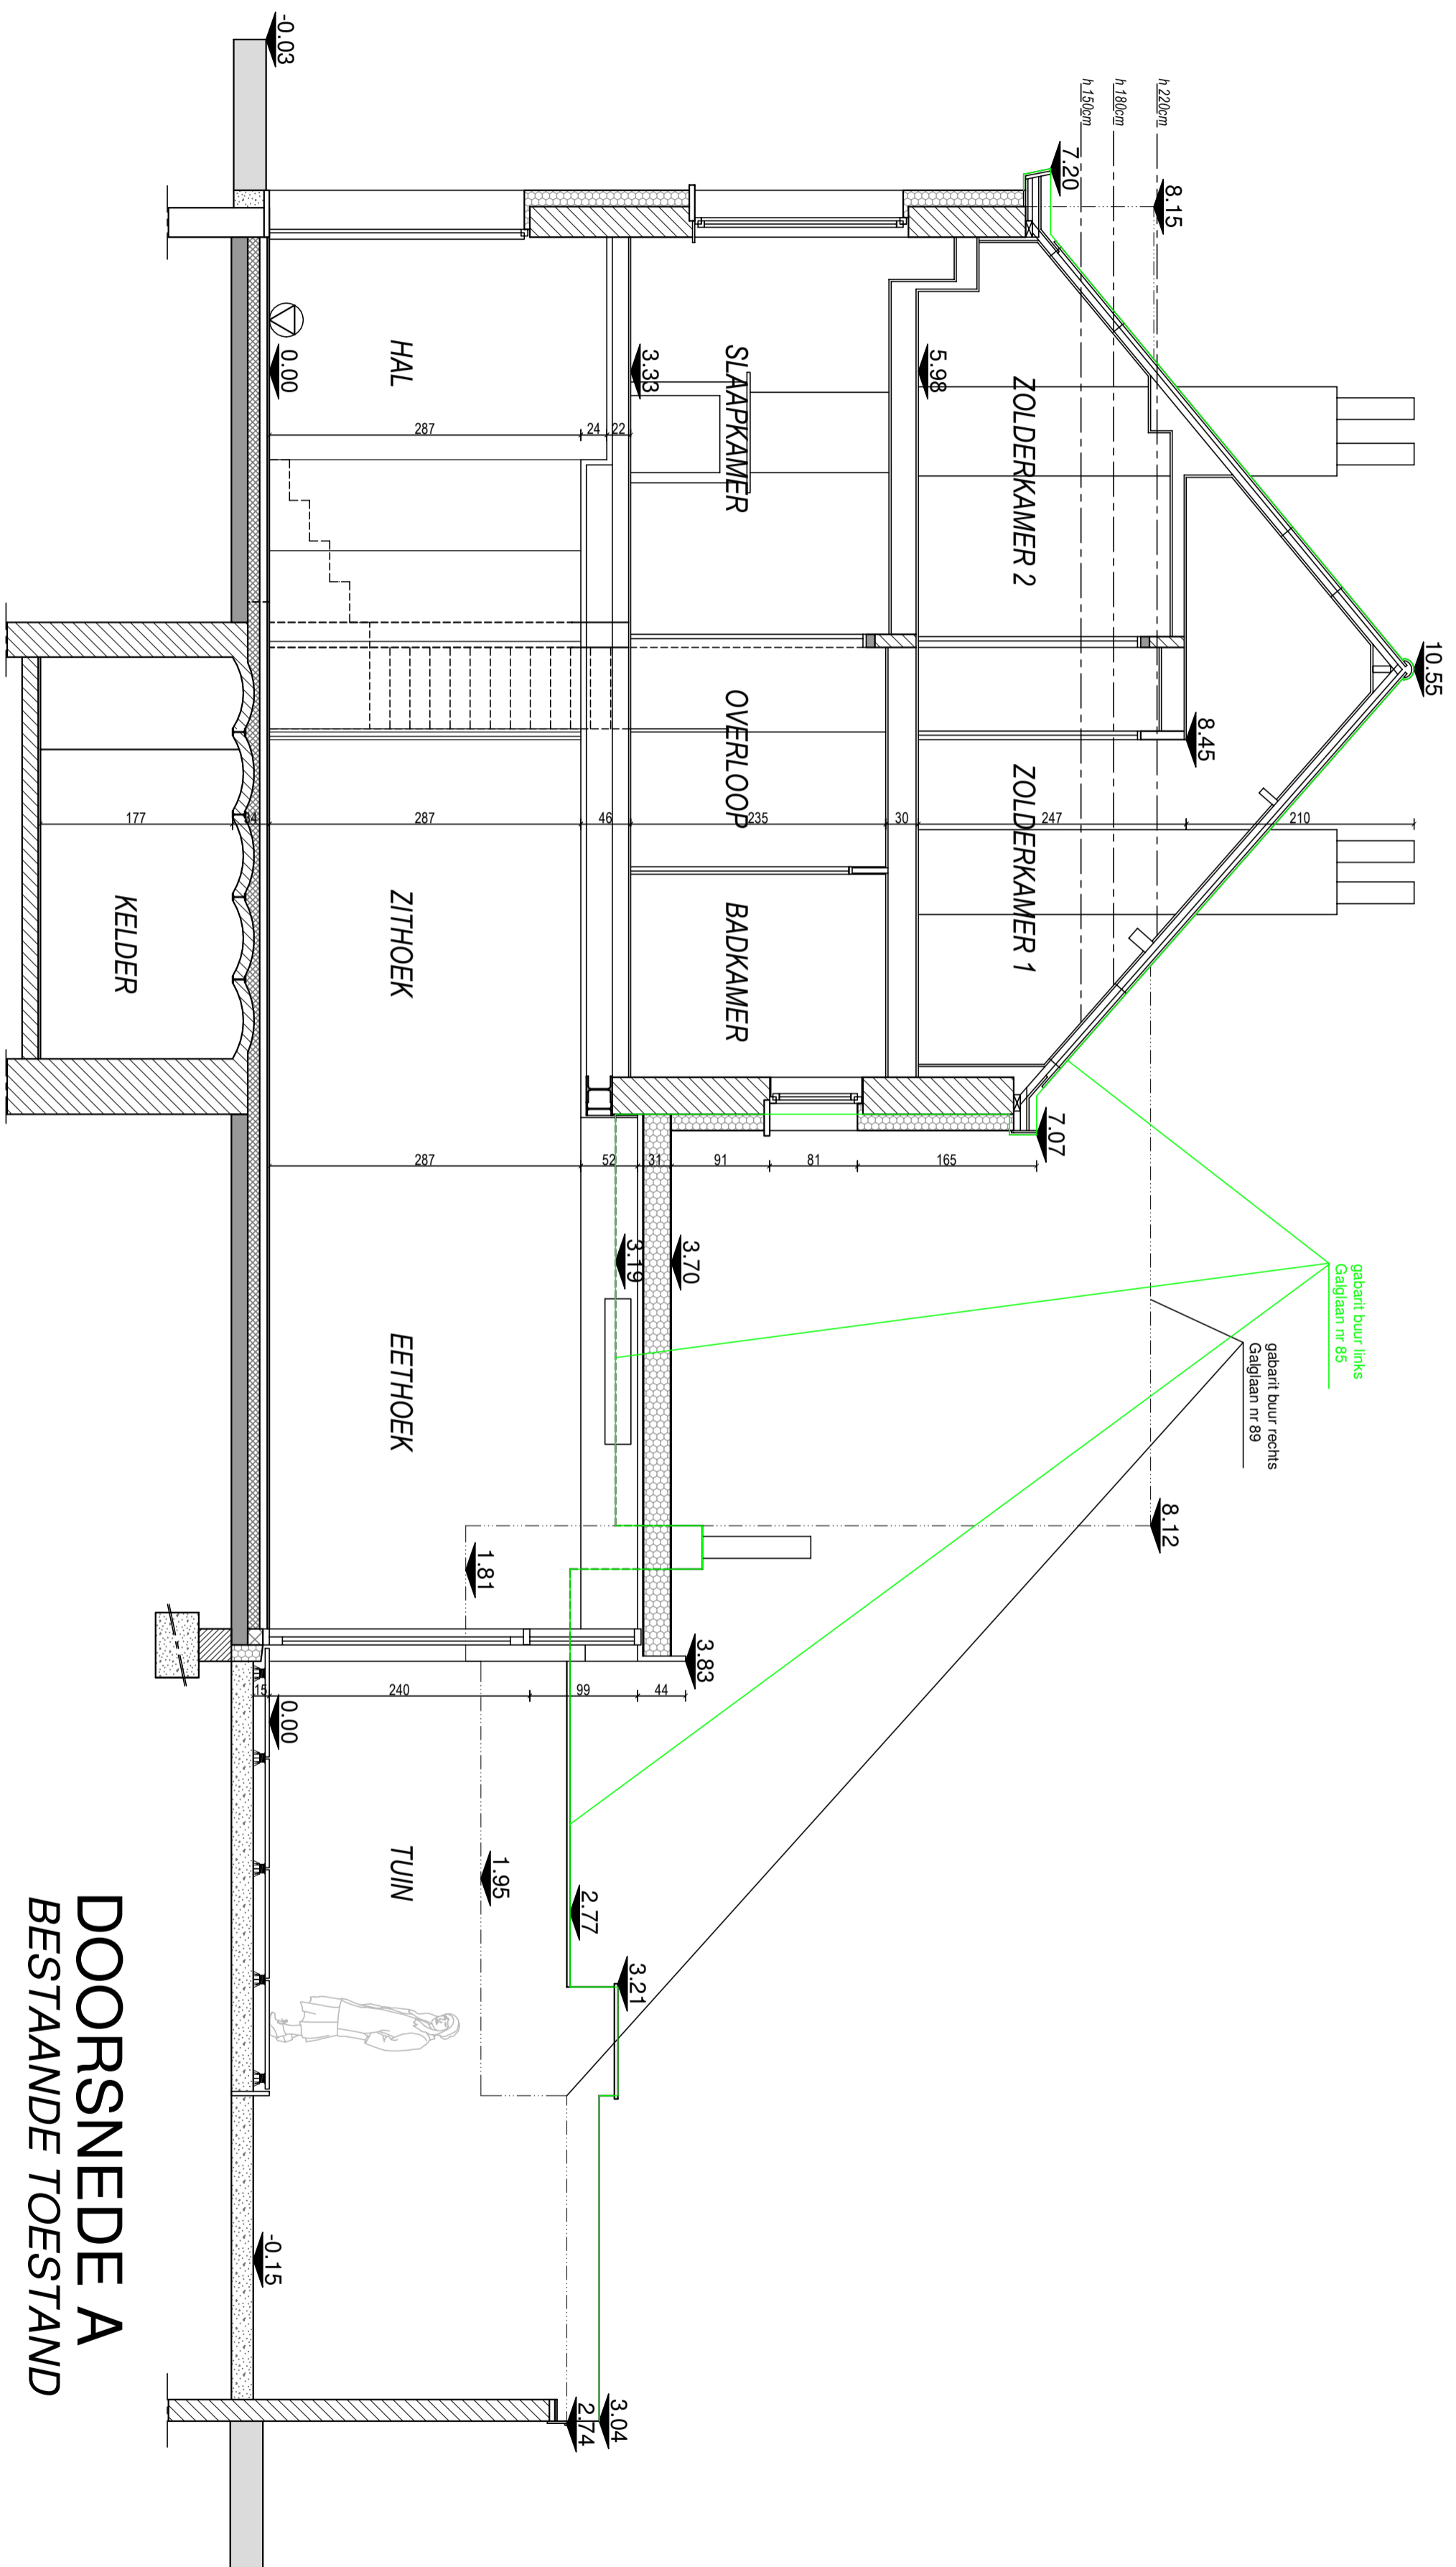 10.55
8.15
h 220cm
h 180cm
h 150cm
7.20
8.45
210
247
ZOLDERKAMER 2
ZOLDERKAMER 1
5.98
30
7.07
gabarit buur links
Galglaan nr 85
gabarit buur rechts
Galglaan nr 89
8.12
SLAAPKAMER
OVERLOOP
BADKAMER
235
165
81
91
31
52
3.33
22
24
46
3.70
3.19
3.83
HAL
287
287
ZITHOEK
287
EETHOEK
1.81
44
99
240
15
TUIN
1.95
2.77
3.21
3.04
2.74
-0.03
0.00
0.00
-0.15
34
177
KELDER
DOORSNEDE A
BESTAANDE TOESTAND